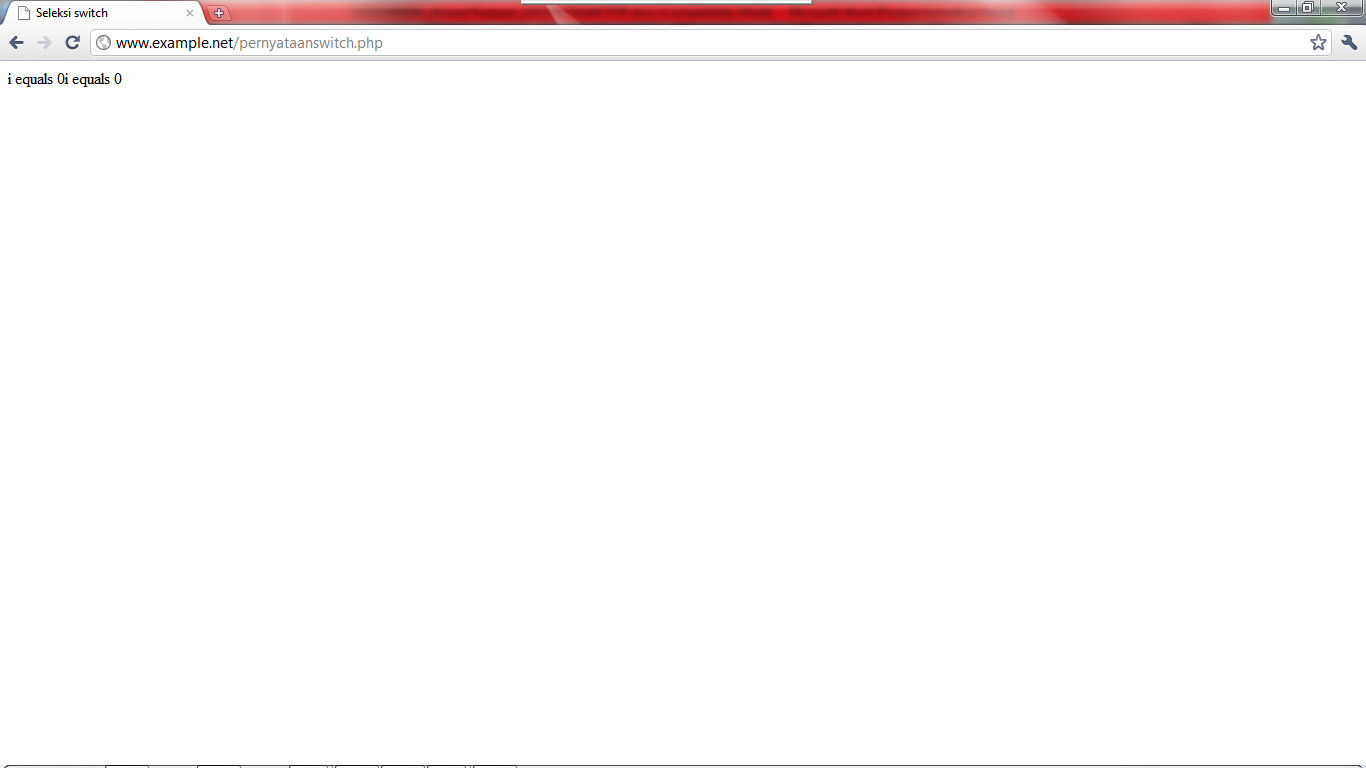 Seleksi switch
www.example.net/pernyataanswitch.php
i equals 0i equals 0